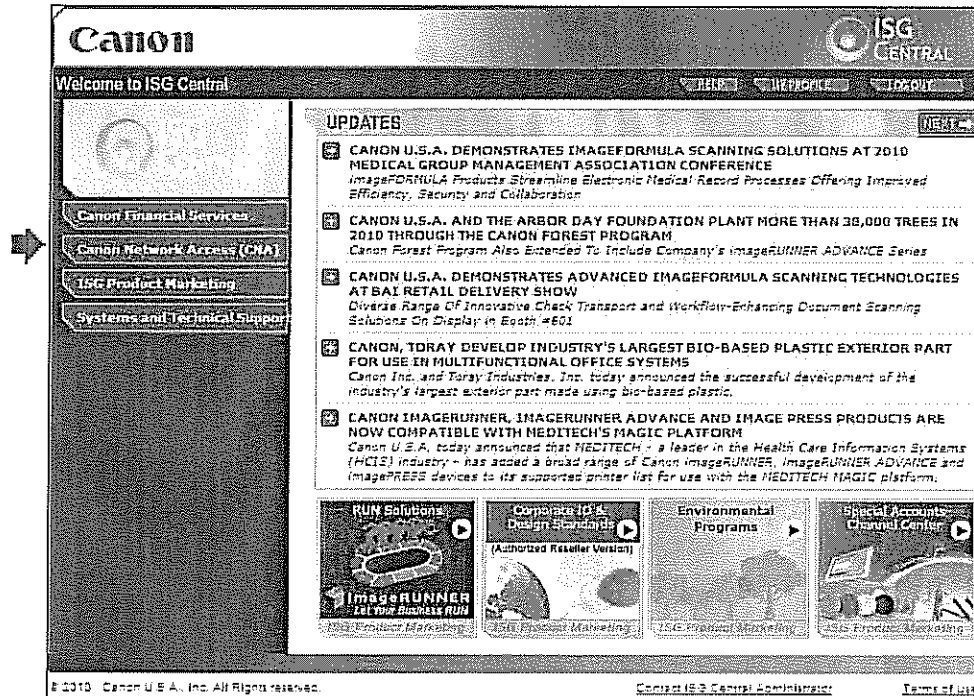 Canon
ISG
CENTRAL
Welcome to ISG Central
HELP
MY PROFILE
LOGOUT
UPDATES
NEXT
CANON U.S.A. DEMONSTRATES IMAGEFORMULA SCANNING SOLUTIONS AT 2010
MEDICAL GROUP MANAGEMENT ASSOCIATION CONFERENCE
imageFORMULA Products Streamline Electronic Medical Record Processes Offering Improved
Efficiency, Security and Collaboration
Canon Financial Services
Canon Network Access (CNA)
ISG Product Marketing
Systems and Technical Support
CANON U.S.A. AND THE ARBOR DAY FOUNDATION PLANT MORE THAN 38,000 TREES IN
2010 THROUGH THE CANON FOREST PROGRAM
Canon Forest Program Also Extended To Include Company's imageRUNNER ADVANCE Series
CANON U.S.A. DEMONSTRATES ADVANCED IMAGEFORMULA SCANNING TECHNOLOGIES
AT BAI RETAIL DELIVERY SHOW
Diverse Range Of Innovative Check Transport and Workflow-Enhancing Document Scanning
Solutions On Display in Booth #601
CANON, TORAY DEVELOP INDUSTRY'S LARGEST BIO-BASED PLASTIC EXTERIOR PART
FOR USE IN MULTIFUNCTIONAL OFFICE SYSTEMS
Canon Inc. and Toray Industries, Inc. today announced the successful development of the
industry's largest exterior part made using bio-based plastic.
CANON IMAGERUNNER, IMAGERUNNER ADVANCE AND IMAGE PRESS PRODUCTS ARE
NOW COMPATIBLE WITH MEDITECH'S MAGIC PLATFORM
Canon U.S.A. today announced that MEDITECH – a leader in the Health Care Information Systems
(HCIS) industry – has added a broad range of Canon imageRUNNER, imageRUNNER ADVANCE and
imagePRESS devices to its supported printer list for use with the MEDITECH MAGIC platform.
RUN Solutions
imageRUNNER
Let Your Business RUN
ISG Product Marketing
Corporate ID &
Design Standards
(Authorized Reseller Version)
ISG Product Marketing
Environmental
Programs
ISG Product Marketing
Special Accounts
Channel Center
ISG Product Marketing
© 2010 Canon U.S.A., Inc. All Rights reserved.
Contact ISG Central Administrator
Terms of Use